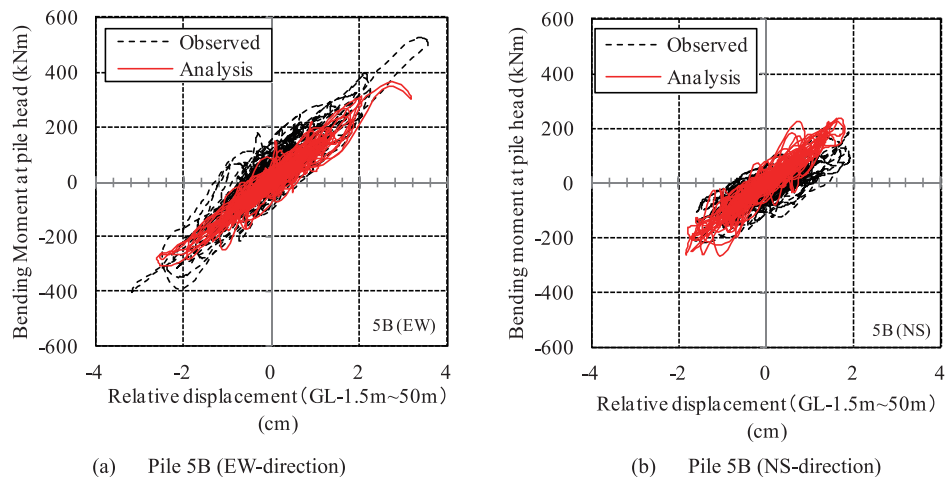 600
400
200
0
-200
-400
-600
Bending Moment at pile head (kNm)
Observed
Analysis
5B (EW)
-4
-2
0
2
4
Relative displacement (GL-1.5m~50m)
(cm)
(a) Pile 5B (EW-direction)
600
400
200
0
-200
-400
-600
Bending moment at pile head (kNm)
Observed
Analysis
5B (NS)
-4
-2
0
2
4
Relative displacement (GL-1.5m~50m)
(cm)
(b) Pile 5B (NS-direction)